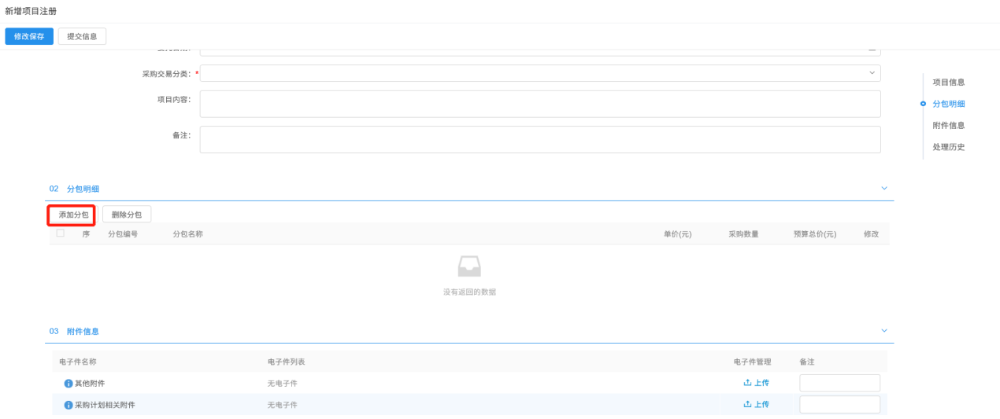 新增项目注册
修改保存 提交信息
采购交易分类：*
项目内容：
备注：
项目信息
分包明细
附件信息
处理历史
02 分包明细
添加分包 删除分包
序 分包编号 分包名称 单价(元) 采购数量 预算总价(元) 修改
没有返回的数据
03 附件信息
电子件名称 电子件列表 电子件管理 备注
其他附件 无电子件 上传
采购计划相关附件 无电子件 上传